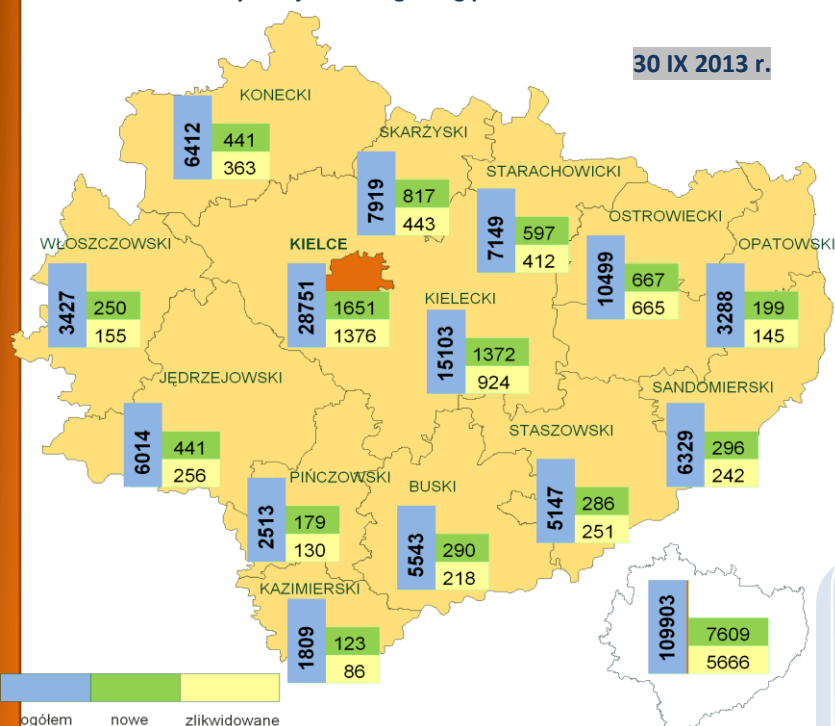 30 IX 2013 r.
KONECKI
6412
441
363
SKARŻYSKI
7919
817
443
STARACHOWICKI
7149
597
412
OSTROWIECKI
10499
667
665
OPATOWSKI
3288
199
145
WŁOSZCZOWSKI
3427
250
155
KIELCE
28751
1651
1376
KIELECKI
15103
1372
924
JĘDRZEJOWSKI
6014
441
256
SANDOMIERSKI
6329
296
242
STASZOWSKI
5147
286
251
PIŃCZOWSKI
2513
179
130
BUSKI
5543
290
218
KAZIMIERSKI
1809
123
86
109903
7609
5666
ogółem nowe zlikwidowane